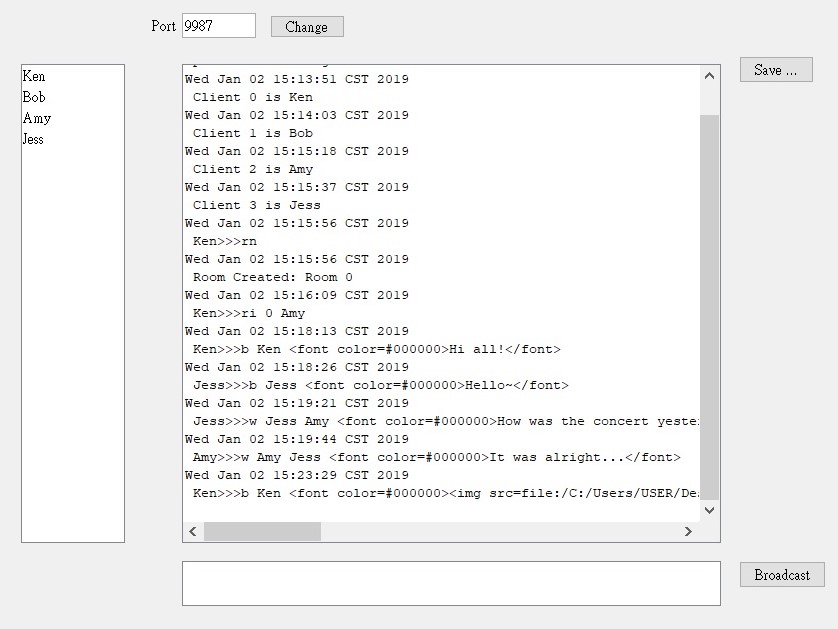 Port 9987 Change
Ken
Bob
Amy
Jess
Wed Jan 02 15:13:51 CST 2019
Client 0 is Ken
Wed Jan 02 15:14:03 CST 2019
Client 1 is Bob
Wed Jan 02 15:15:18 CST 2019
Client 2 is Amy
Wed Jan 02 15:15:37 CST 2019
Client 3 is Jess
Wed Jan 02 15:15:56 CST 2019
Ken>>>rn
Wed Jan 02 15:15:56 CST 2019
Room Created: Room 0
Wed Jan 02 15:16:09 CST 2019
Ken>>>ri 0 Amy
Wed Jan 02 15:18:13 CST 2019
Ken>>>b Ken <font color=#000000>Hi all!</font>
Wed Jan 02 15:18:26 CST 2019
Jess>>>b Jess <font color=#000000>Hello~</font>
Wed Jan 02 15:19:21 CST 2019
Jess>>>w Jess Amy <font color=#000000>How was the concert yeste
Wed Jan 02 15:19:44 CST 2019
Amy>>>w Amy Jess <font color=#000000>It was alright...</font>
Wed Jan 02 15:23:29 CST 2019
Ken>>>b Ken <font color=#000000><img src=file:/C:/Users/USER/De
Save ...
Broadcast